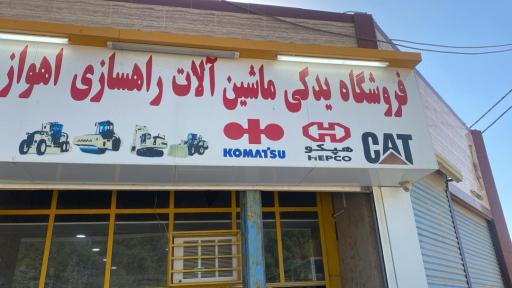 فروشگاه یدکی ماشین آلات راهسازی اهواز
KOMATSU
هپکو
HEPCO
CAT